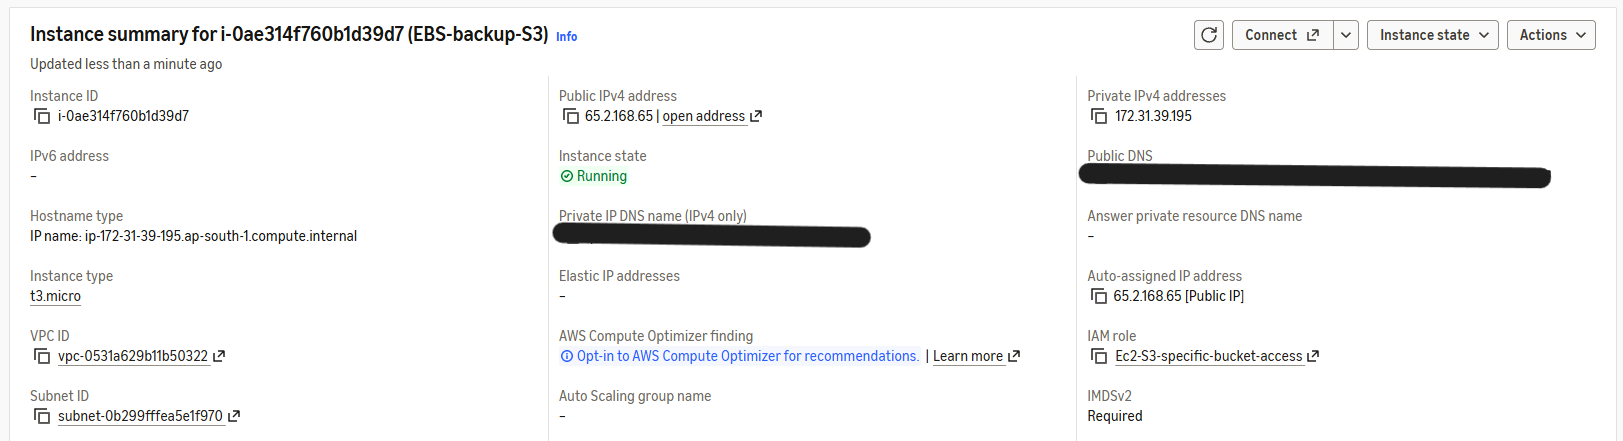 Instance summary for i-0ae314f760b1d39d7 (EBS-backup-S3) Info
Connect
Instance state
Actions
Updated less than a minute ago
Instance ID
i-0ae314f760b1d39d7
Public IPv4 address
65.2.168.65 | open address
Private IPv4 addresses
172.31.39.195
IPv6 address
–
Instance state
Running
Public DNS
Hostname type
IP name: ip-172-31-39-195.ap-south-1.compute.internal
Private IP DNS name (IPv4 only)
Answer private resource DNS name
–
Instance type
t3.micro
Elastic IP addresses
–
Auto-assigned IP address
65.2.168.65 [Public IP]
VPC ID
vpc-0531a629b11b50322
AWS Compute Optimizer finding
Opt-in to AWS Compute Optimizer for recommendations. | Learn more
IAM role
Ec2-S3-specific-bucket-access
Subnet ID
subnet-0b299fffea5e1f970
Auto Scaling group name
–
IMDSv2
Required